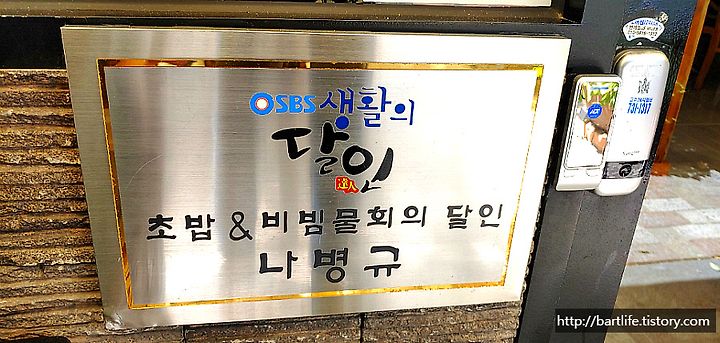 SBS 생활의
달인
達人
초밥 & 비빔물회의 달인
나병규
ADT
http://bartlife.tistory.com